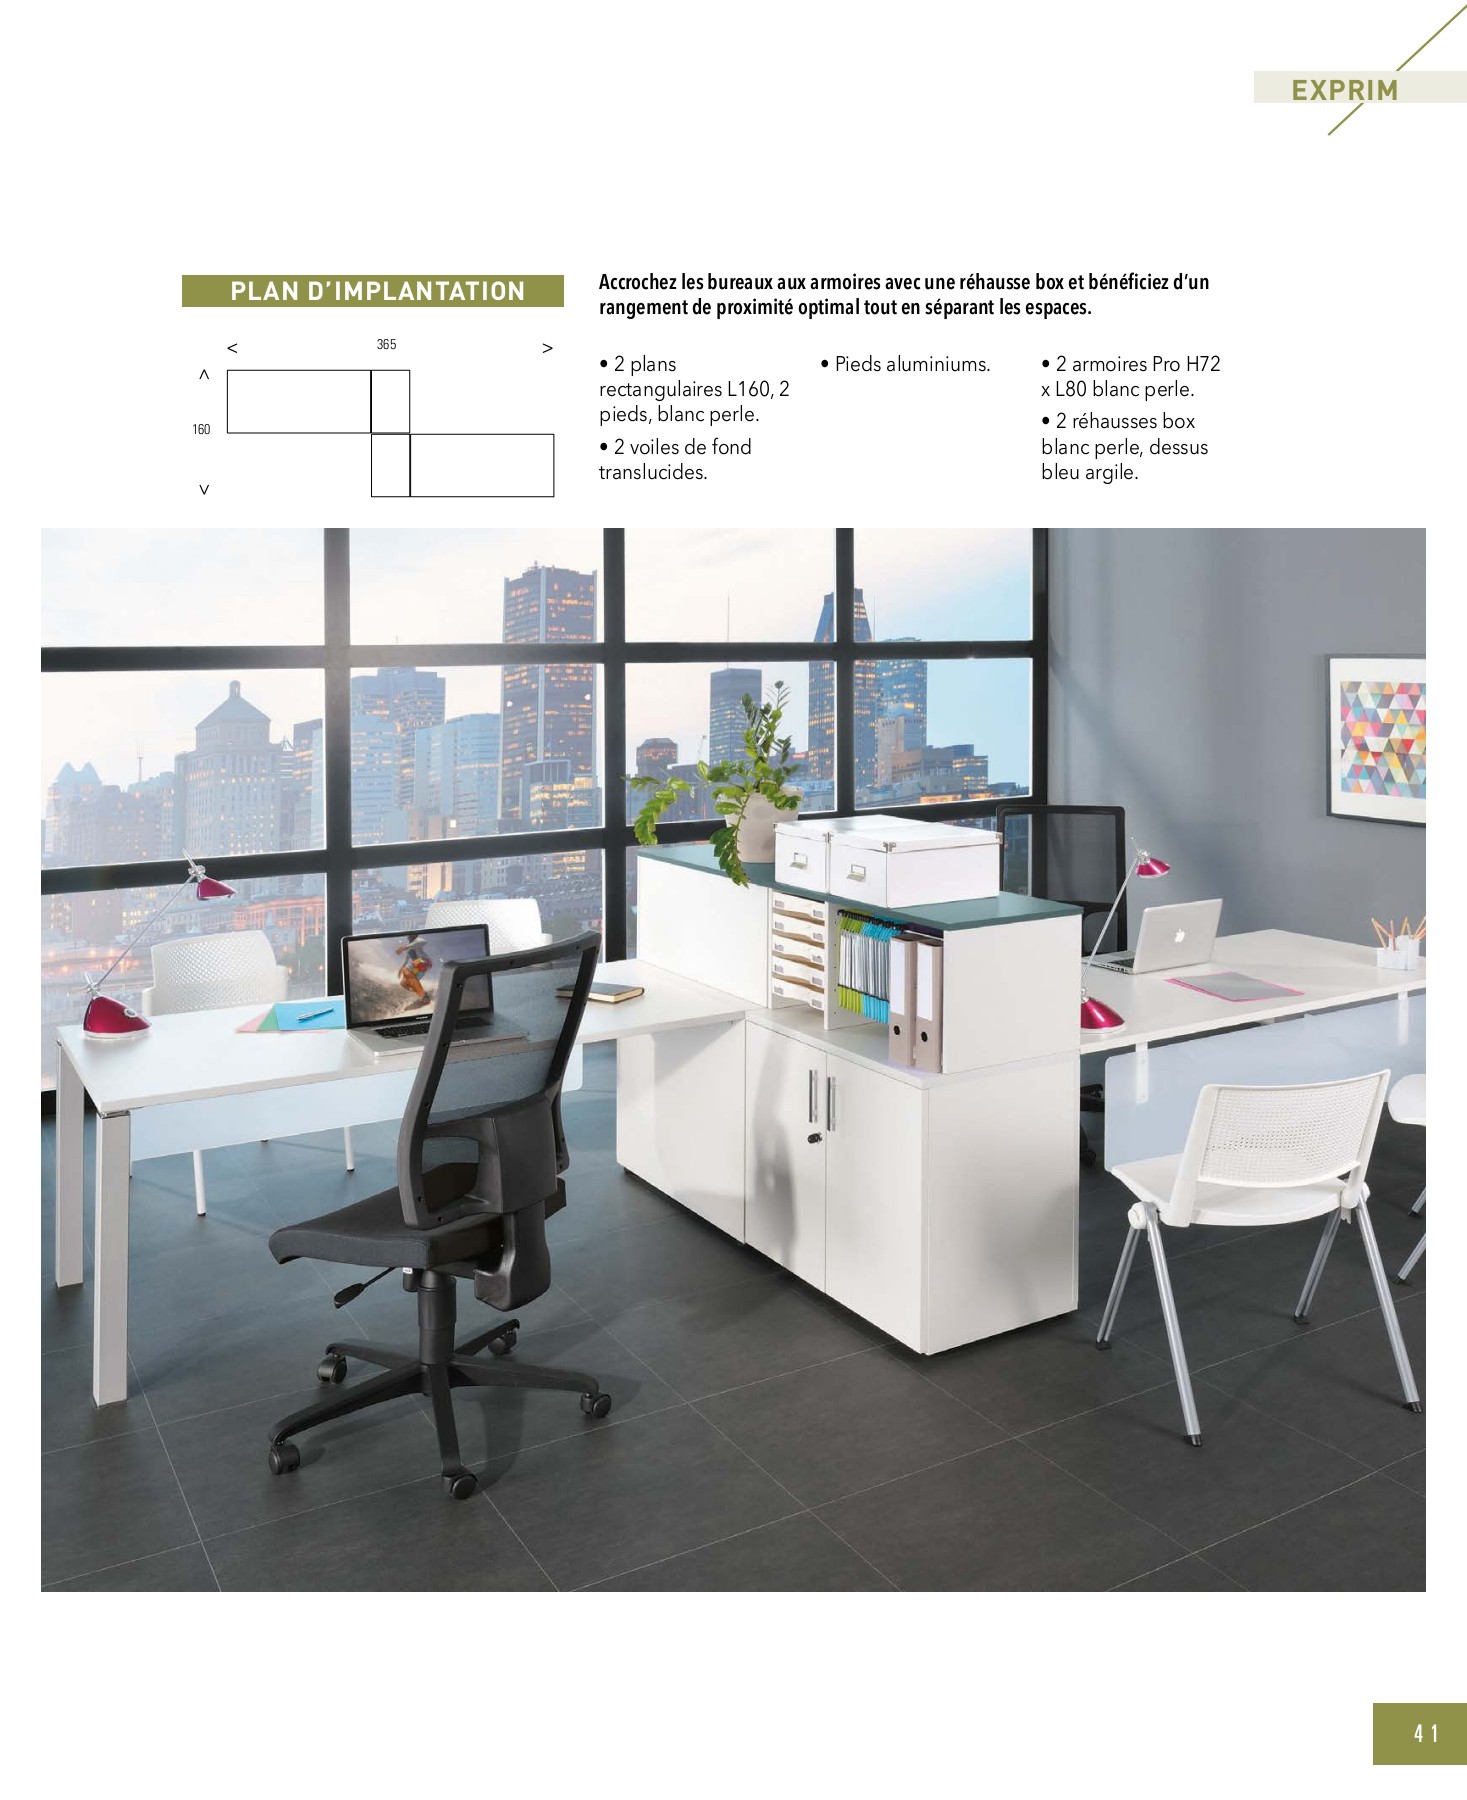 EXPRIM
PLAN D’IMPLANTATION
< 365 >
160
Accrochez les bureaux aux armoires avec une réhausse box et bénéficiez d’un
rangement de proximité optimal tout en séparant les espaces.
• 2 plans
rectangulaires L160, 2
pieds, blanc perle.
• 2 voiles de fond
translucides.
• Pieds aluminiums.
• 2 armoires Pro H72
x L80 blanc perle.
• 2 réhausses box
blanc perle, dessus
bleu argile.
41